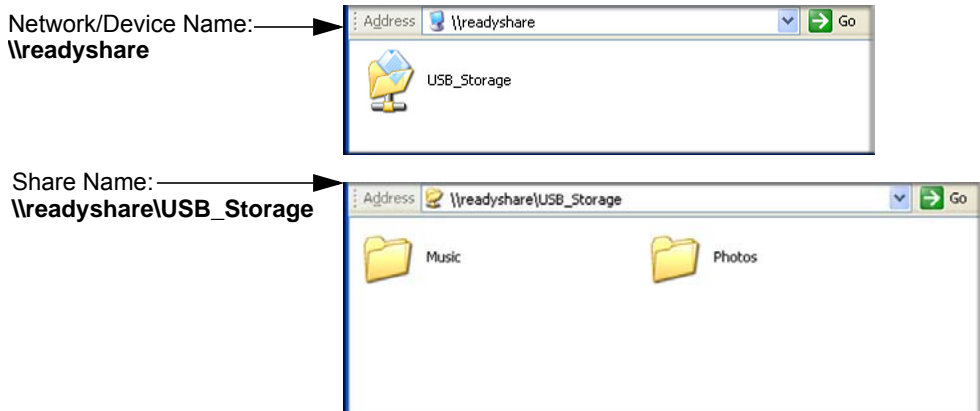 Network/Device Name:
\\readyshare
Address \\readyshare Go
USB_Storage
Share Name:
\\readyshare\USB_Storage
Address \\readyshare\USB_Storage Go
Music Photos